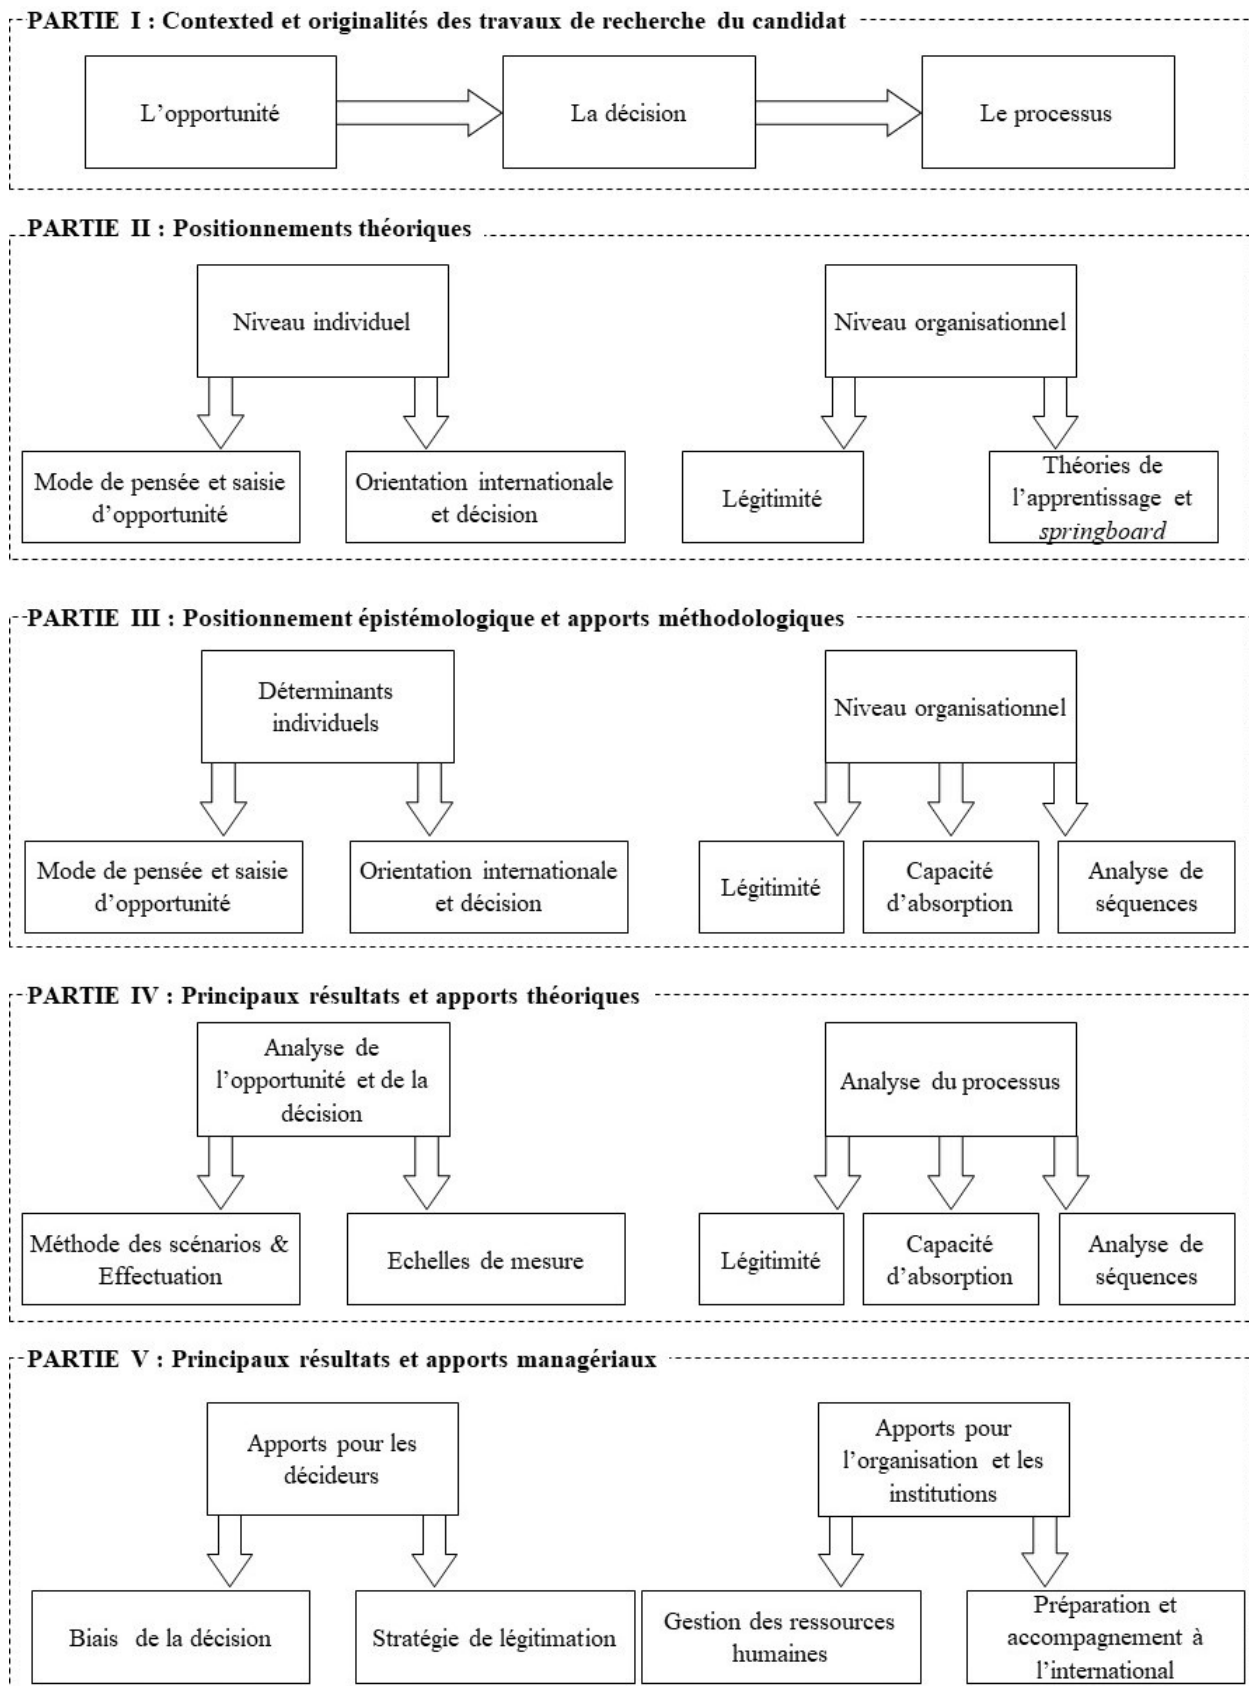 PARTIE I : Contexted et originalités des travaux de recherche du candidat
L’opportunité
La décision
Le processus
PARTIE II : Positionnements théoriques
Niveau individuel
Niveau organisationnel
Mode de pensée et saisie
d’opportunité
Orientation internationale
et décision
Légitimité
Théories de
l’apprentissage et
springboard
PARTIE III : Positionnement épistémologique et apports méthodologiques
Déterminants
individuels
Niveau organisationnel
Mode de pensée et saisie
d’opportunité
Orientation internationale
et décision
Légitimité
Capacité
d’absorption
Analyse de
séquences
PARTIE IV : Principaux résultats et apports théoriques
Analyse de
l’opportunité et de la
décision
Analyse du processus
Méthode des scénarios &
Effectuation
Echelles de mesure
Légitimité
Capacité
d’absorption
Analyse de
séquences
PARTIE V : Principaux résultats et apports managériaux
Apports pour les
décideurs
Apports pour
l’organisation et les
institutions
Biais de la décision
Stratégie de légitimation
Gestion des ressources
humaines
Préparation et
accompagnement à
l’international